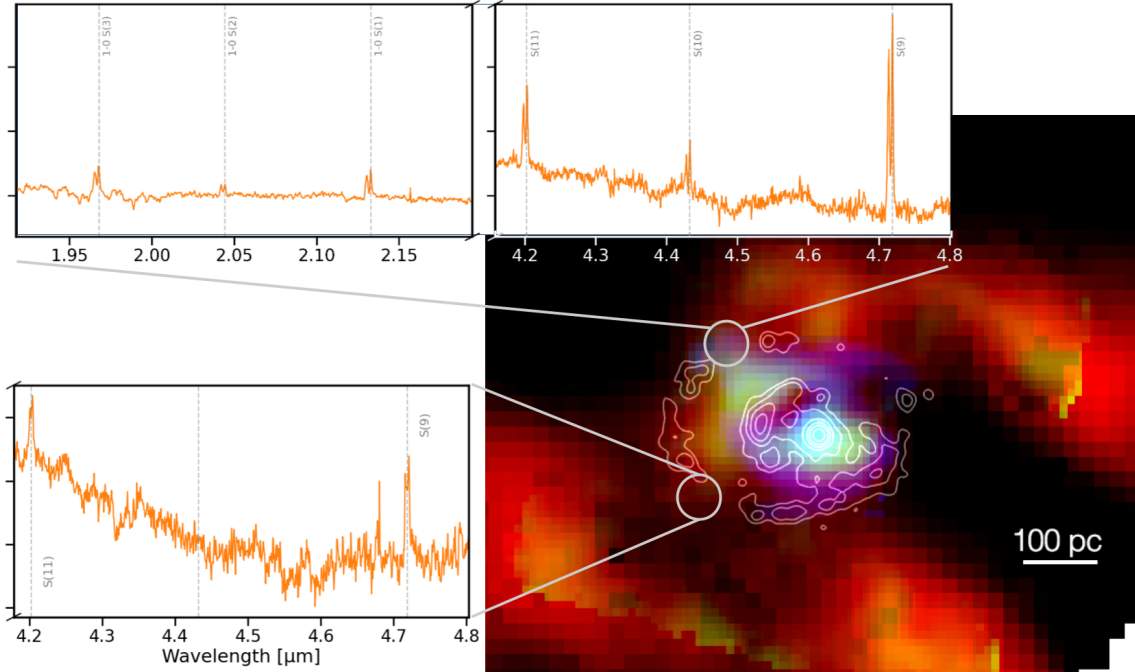 1-0 S(3)
1-0 S(2)
1-0 S(1)
1.95 2.00 2.05 2.10 2.15
S(11)
S(10)
S(9)
4.2 4.3 4.4 4.5 4.6 4.7 4.8
S(11)
S(9)
4.2 4.3 4.4 4.5 4.6 4.7 4.8
Wavelength [μm]
100 pc